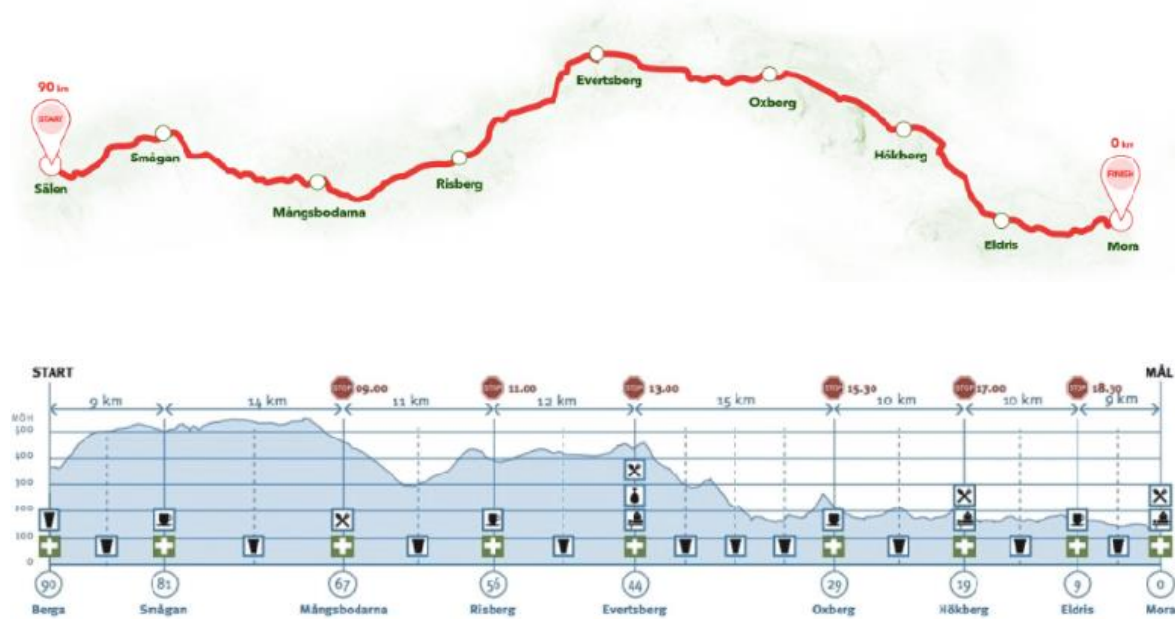 90 km
START
Sälen
Smågan
Mångsbodarna
Risberg
Evertsberg
Oxberg
Hökberg
Eldris
0 km
FINISH
Mora
START
MÅL
STOP 09.00
STOP 11.00
STOP 13.00
STOP 15.30
STOP 17.00
STOP 18.30
9 km
14 km
11 km
12 km
15 km
10 km
10 km
9 km
MÖH
500
400
300
200
100
0
90
81
67
56
44
29
19
9
0
Berga
Smågan
Mångsbodarna
Risberg
Evertsberg
Oxberg
Hökberg
Eldris
Mora